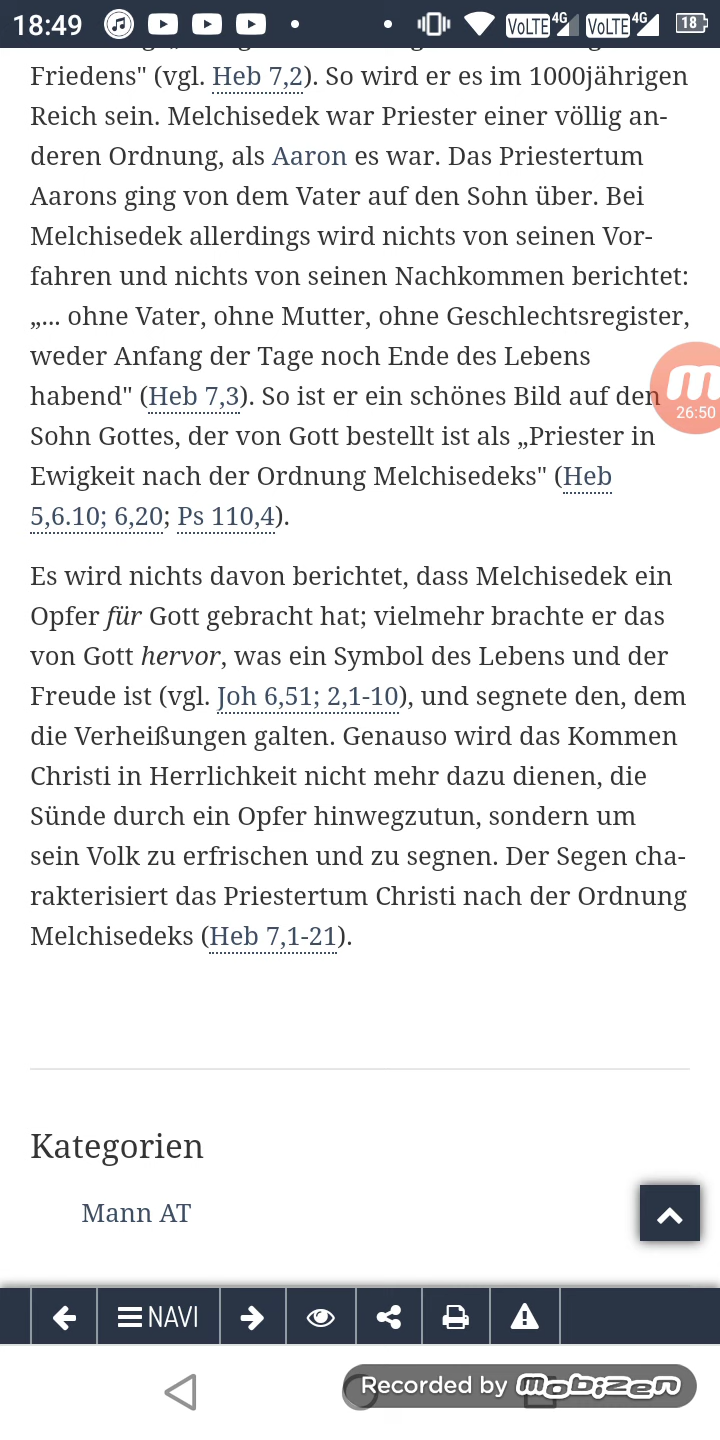 18:49
VoLTE 4G VoLTE 4G 18
Friedens" (vgl. Heb 7,2). So wird er es im 1000jährigen
Reich sein. Melchisedek war Priester einer völlig an-
deren Ordnung, als Aaron es war. Das Priestertum
Aarons ging von dem Vater auf den Sohn über. Bei
Melchisedek allerdings wird nichts von seinen Vor-
fahren und nichts von seinen Nachkommen berichtet:
„... ohne Vater, ohne Mutter, ohne Geschlechtsregister,
weder Anfang der Tage noch Ende des Lebens
habend" (Heb 7,3). So ist er ein schönes Bild auf den
26:50
Sohn Gottes, der von Gott bestellt ist als „Priester in
Ewigkeit nach der Ordnung Melchisedeks" (Heb
5,6.10; 6,20; Ps 110,4).
Es wird nichts davon berichtet, dass Melchisedek ein
Opfer für Gott gebracht hat; vielmehr brachte er das
von Gott hervor, was ein Symbol des Lebens und der
Freude ist (vgl. Joh 6,51; 2,1-10), und segnete den, dem
die Verheißungen galten. Genauso wird das Kommen
Christi in Herrlichkeit nicht mehr dazu dienen, die
Sünde durch ein Opfer hinwegzutun, sondern um
sein Volk zu erfrischen und zu segnen. Der Segen cha-
rakterisiert das Priestertum Christi nach der Ordnung
Melchisedeks (Heb 7,1-21).
Kategorien
Mann AT
NAVI
Recorded by mobizen